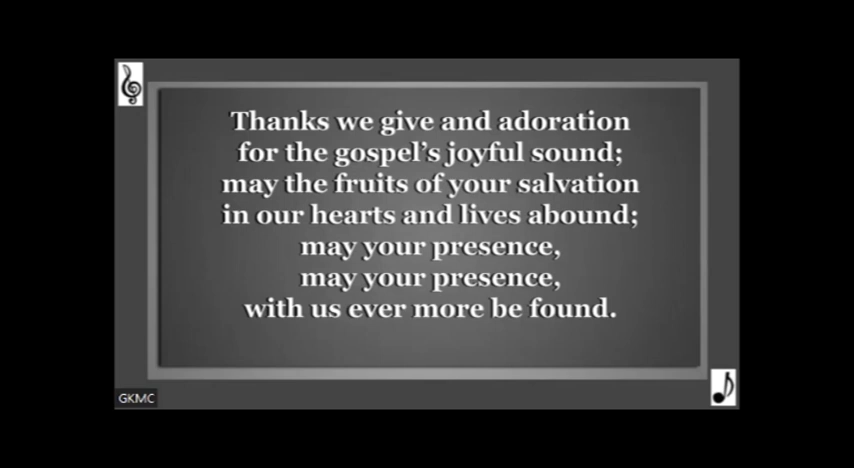 Thanks we give and adoration
for the gospel's joyful sound;
may the fruits of your salvation
in our hearts and lives abound;
may your presence,
may your presence,
with us ever more be found.
GKMC